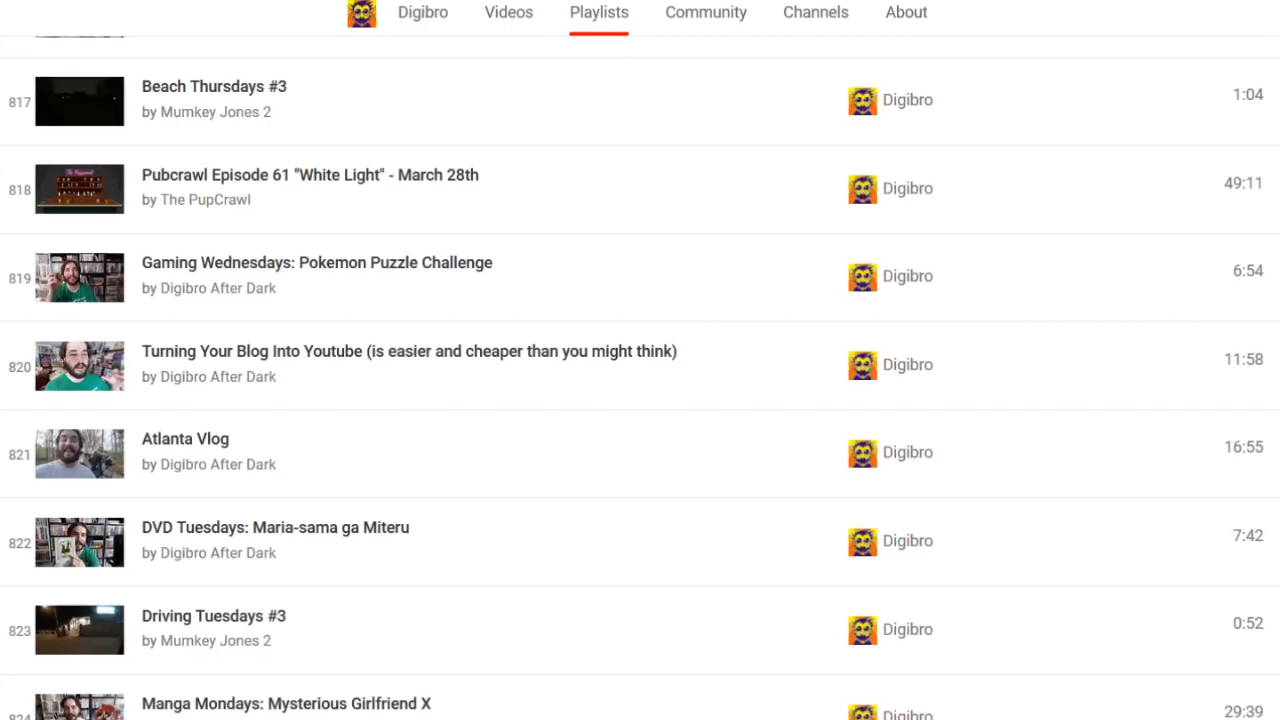 Digibro Videos Playlists Community Channels About
817 Beach Thursdays #3 Digibro 1:04
by Mumkey Jones 2
818 Pubcrawl Episode 61 "White Light" - March 28th Digibro 49:11
by The PupCrawl
819 Gaming Wednesdays: Pokemon Puzzle Challenge Digibro 6:54
by Digibro After Dark
820 Turning Your Blog Into Youtube (is easier and cheaper than you might think) Digibro 11:58
by Digibro After Dark
821 Atlanta Vlog Digibro 16:55
by Digibro After Dark
822 DVD Tuesdays: Maria-sama ga Miteru Digibro 7:42
by Digibro After Dark
823 Driving Tuesdays #3 Digibro 0:52
by Mumkey Jones 2
824 Manga Mondays: Mysterious Girlfriend X Digibro 29:39